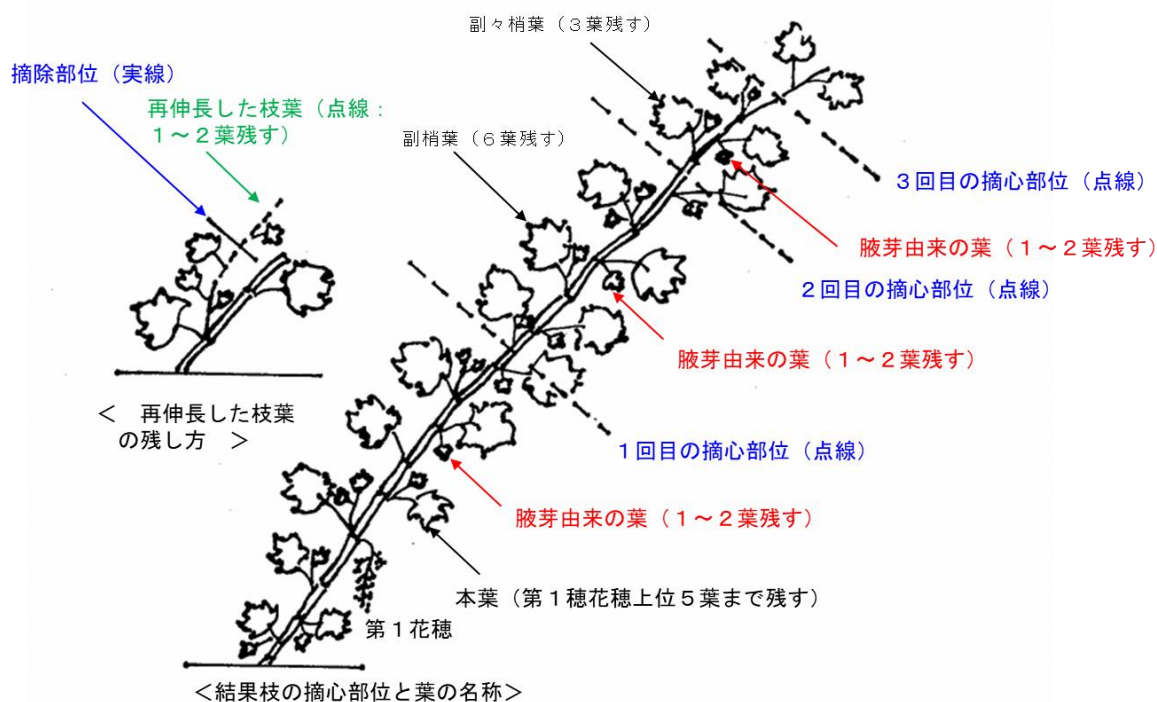 副々梢葉（３葉残す）
摘除部位（実線）
再伸長した枝葉（点線：
１～２葉残す）
副梢葉（６葉残す）
３回目の摘心部位（点線）
腋芽由来の葉（１～２葉残す）
２回目の摘心部位（点線）
腋芽由来の葉（１～２葉残す）
＜　再伸長した枝葉
の残し方　＞
１回目の摘心部位（点線）
腋芽由来の葉（１～２葉残す）
本葉（第１穂花穂上位５葉まで残す）
第１花穂
＜結果枝の摘心部位と葉の名称＞